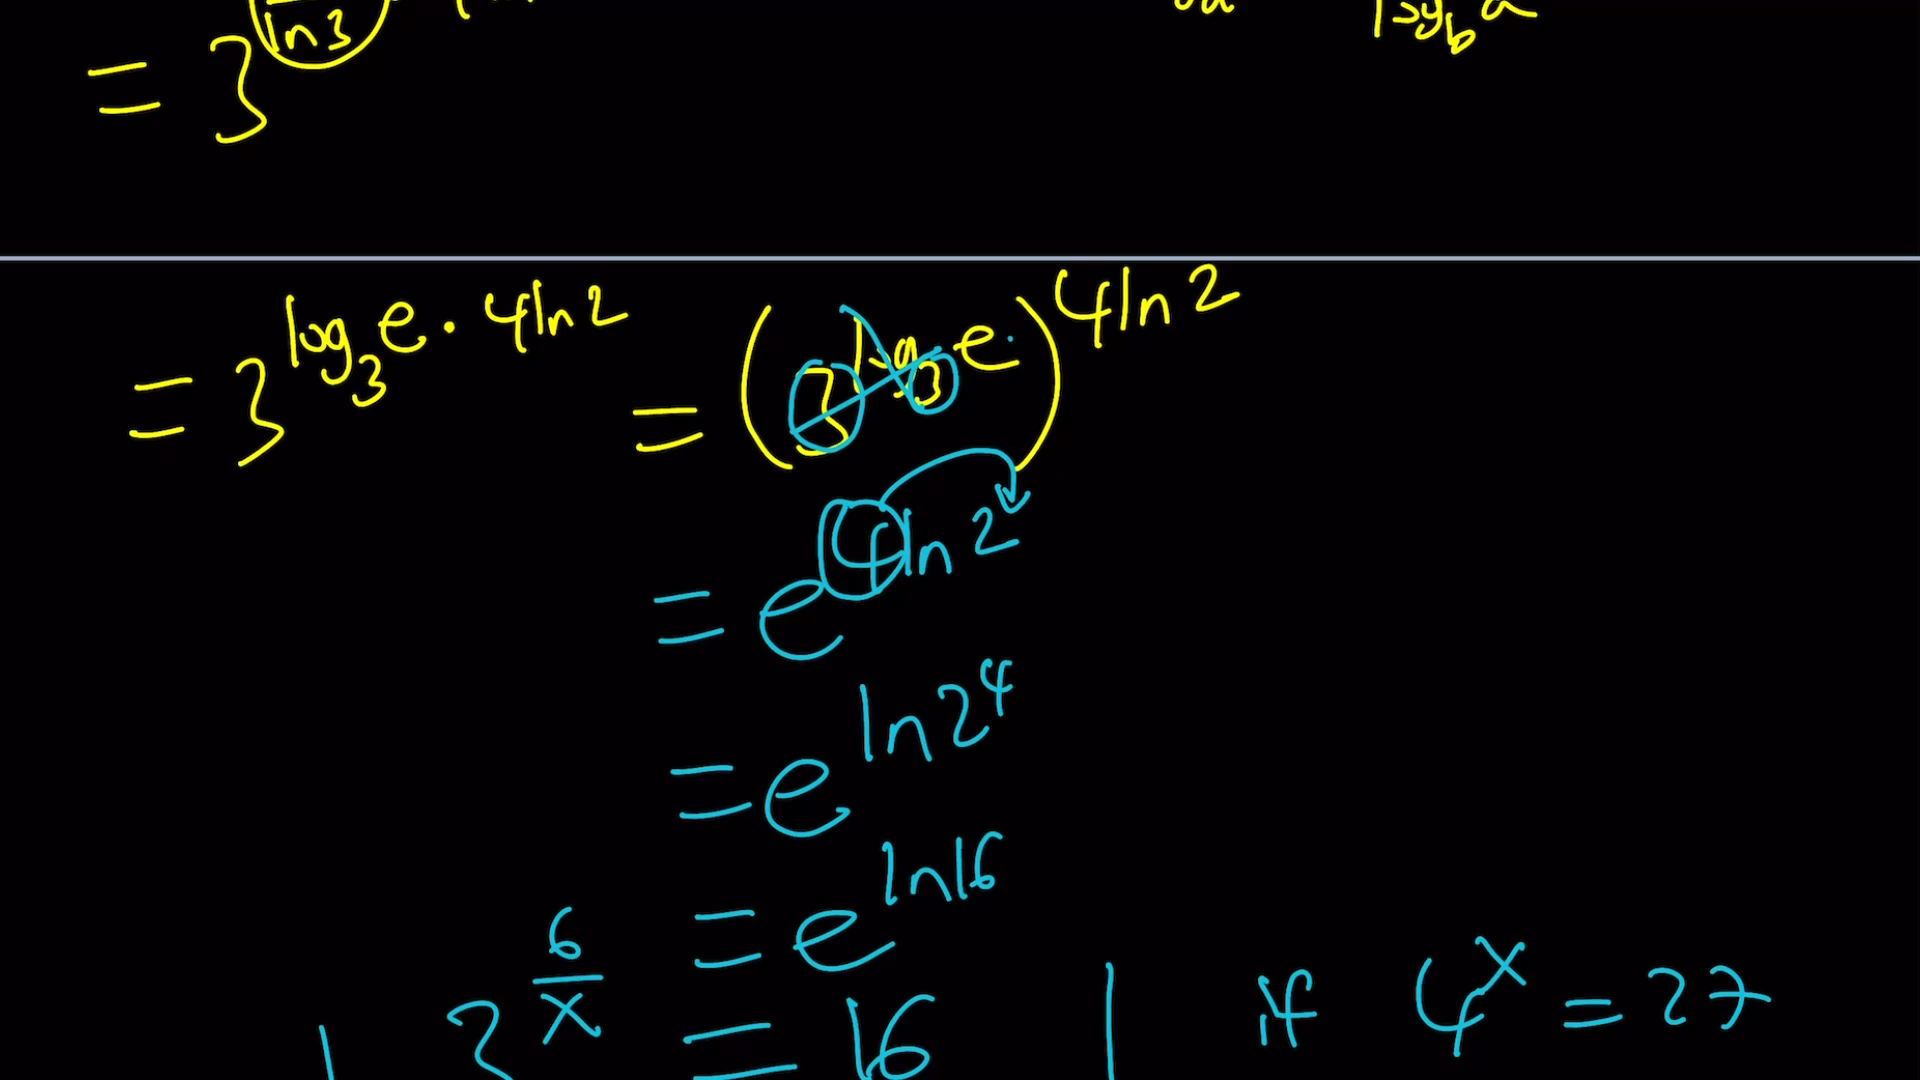 = 3^(ln3)
log_b a
= 3^(log_3 e · 4ln2) = (3^(log_3 e))^(4ln2)
= e^(4ln2)
= e^(ln2^4)
= e^(ln16)
3^(6/x) = 16 | if 4^x = 27